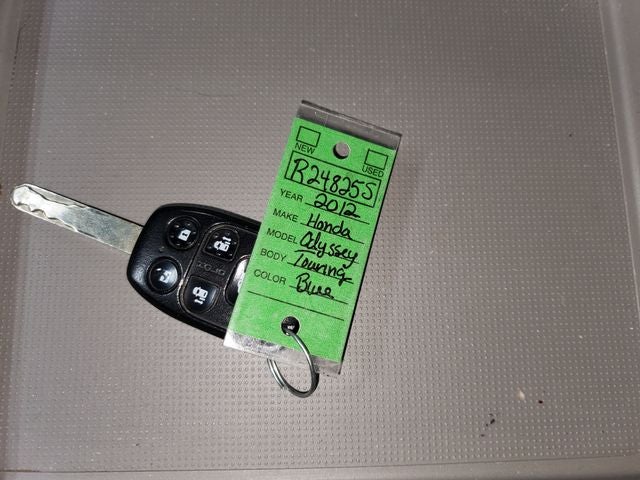 NEW
USED
R24825S
YEAR 2012
MAKE Honda
MODEL Odyssey
BODY Touring
COLOR Blue